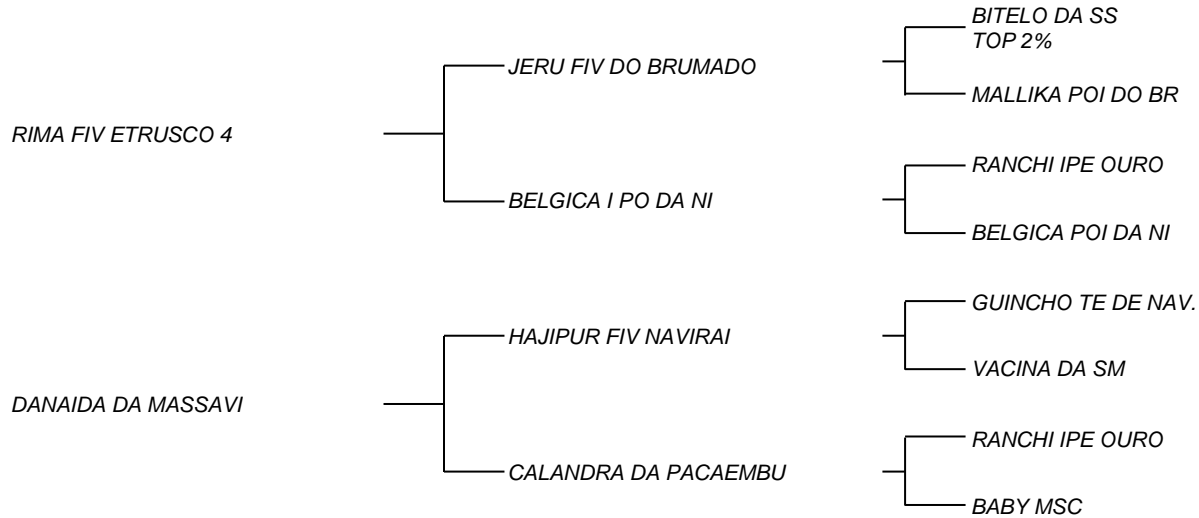 BITELO DA SS
TOP 2%
JERU FIV DO BRUMADO
MALLIKA POI DO BR
RIMA FIV ETRUSCO 4
RANCHI IPE OURO
BELGICA I PO DA NI
BELGICA POI DA NI
GUINCHO TE DE NAV.
HAJIPUR FIV NAVIRAI
VACINA DA SM
DANAIDA DA MASSAVI
RANCHI IPE OURO
CALANDRA DA PACAEMBU
BABY MSC